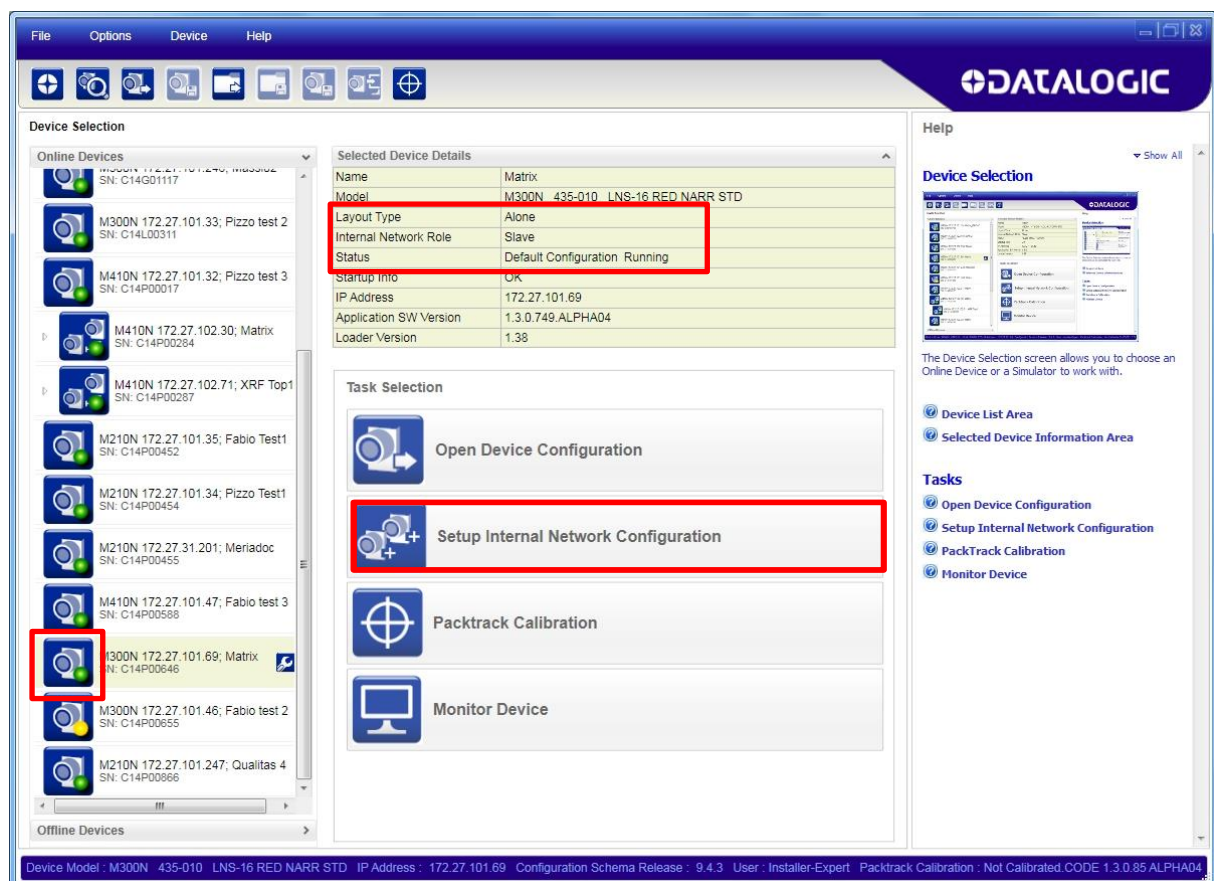 File Options Device Help
DATALOGIC
Device Selection
Online Devices
SN: C14G01117
M300N 172.27.101.33; Pizzo test 2
SN: C14L00311
M410N 172.27.101.32; Pizzo test 3
SN: C14P00017
M410N 172.27.102.30; Matrix
SN: C14P00284
M410N 172.27.102.71; XRF Top1
SN: C14P00287
M210N 172.27.101.35; Fabio Test1
SN: C14P00452
M210N 172.27.101.34; Pizzo Test1
SN: C14P00454
M210N 172.27.31.201; Meriadoc
SN: C14P00455
M410N 172.27.101.47; Fabio test 3
SN: C14P00588
M300N 172.27.101.69; Matrix
SN: C14P00646
M300N 172.27.101.46; Fabio test 2
SN: C14P00655
M210N 172.27.101.247; Qualitas 4
SN: C14P00866
Offline Devices
Selected Device Details
Name Matrix
Model M300N 435-010 LNS-16 RED NARR STD
Layout Type Alone
Internal Network Role Slave
Status Default Configuration Running
Startup Info OK
IP Address 172.27.101.69
Application SW Version 1.3.0.749.ALPHA04
Loader Version 1.38
Task Selection
Open Device Configuration
Setup Internal Network Configuration
Packtrack Calibration
Monitor Device
Help
Show All
Device Selection
The Device Selection screen allows you to choose an
Online Device or a Simulator to work with.
Device List Area
Selected Device Information Area
Tasks
Open Device Configuration
Setup Internal Network Configuration
PackTrack Calibration
Monitor Device
Device Model : M300N 435-010 LNS-16 RED NARR STD IP Address : 172.27.101.69 Configuration Schema Release : 9.4.3 User : Installer-Expert Packtrack Calibration : Not Calibrated.CODE 1.3.0.85 ALPHA04